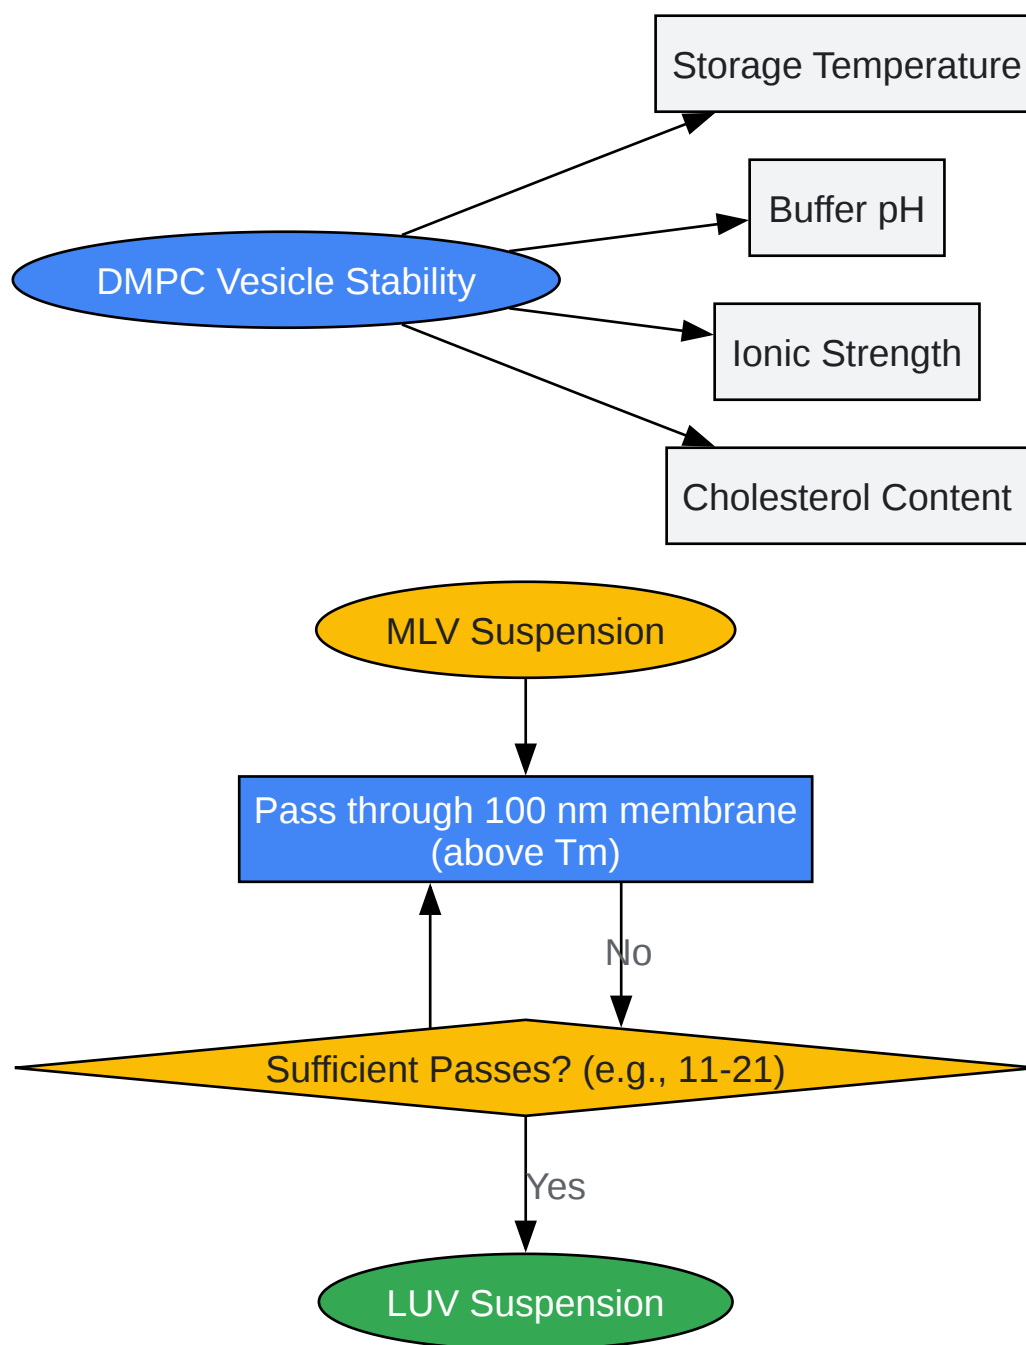 Storage Temperature
Buffer pH
DMPC Vesicle Stability
Ionic Strength
Cholesterol Content
MLV Suspension
Pass through 100 nm membrane
(above Tm)
No
Sufficient Passes? (e.g., 11-21)
Yes
LUV Suspension